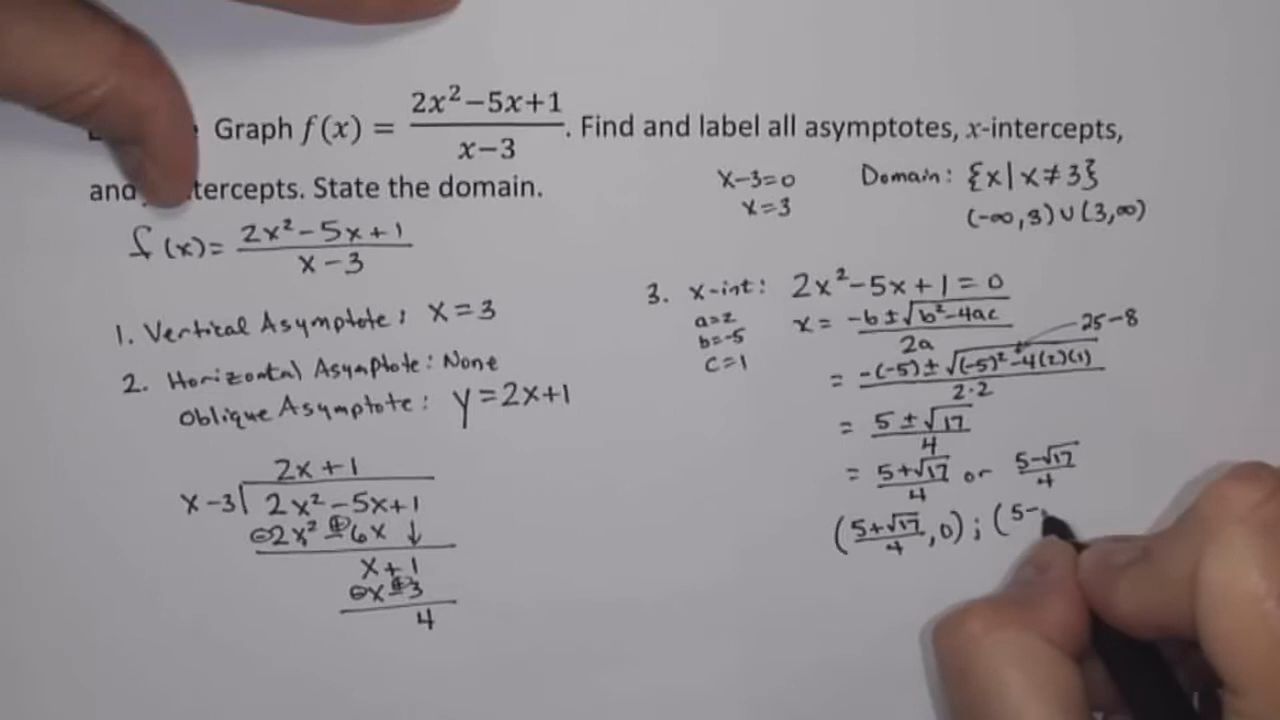 Graph f(x) = 2x²−5x+1 / x−3 . Find and label all asymptotes, x-intercepts,
and tercepts. State the domain.
x−3=0
x=3
Domain: {x|x≠3}
(-∞,3)∪(3,∞)
f(x)= 2x²−5x+1 / x−3
1. Vertical Asymptote: x=3
2. Horizontal Asymptote: None
Oblique Asymptote: y=2x+1
2x+1
x−3) 2x²−5x+1
⊖2x² ⊕−6x ↓
x+1
⊖x ⊕−3
4
3. x-int: 2x²−5x+1=0
a=2
b=-5
c=1
x= -b±√b²-4ac / 2a
25-8
= -(-5)±√(-5)²-4(2)(1) / 2·2
= 5±√17 / 4
= 5+√17 / 4 or 5-√17 / 4
(5+√17 / 4, 0); (5-